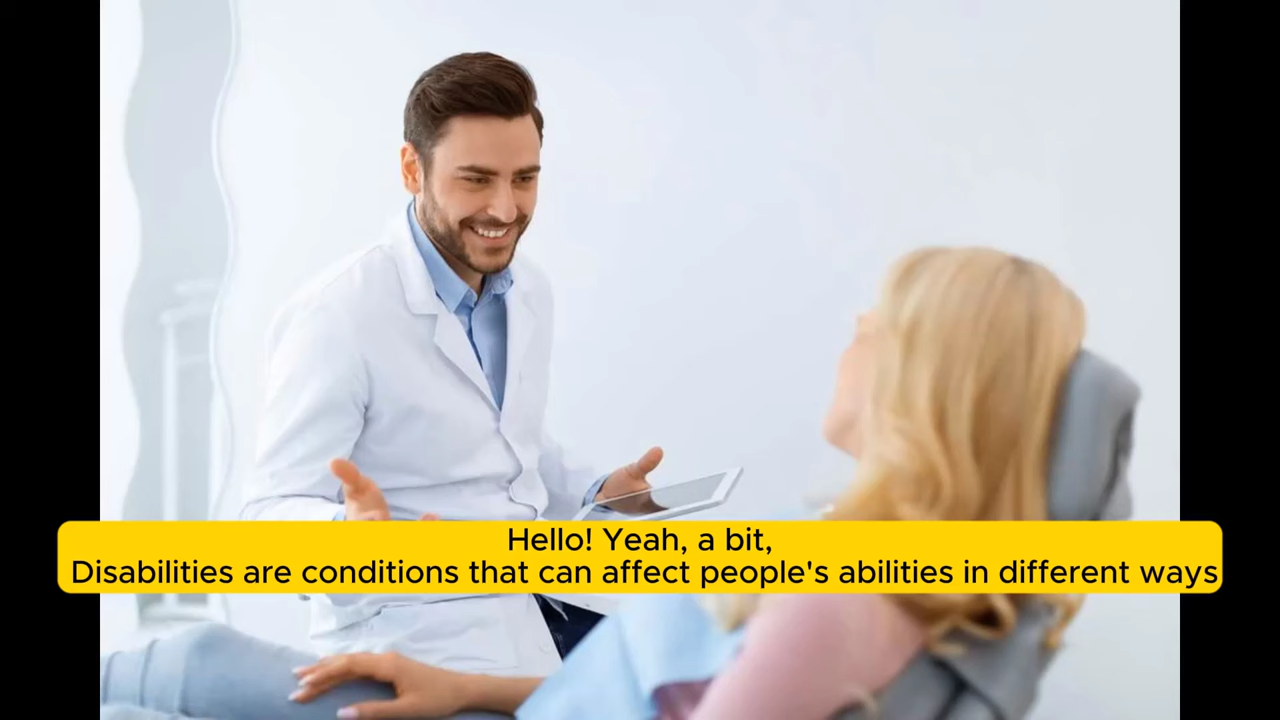 Hello! Yeah, a bit,
Disabilities are conditions that can affect people's abilities in different ways